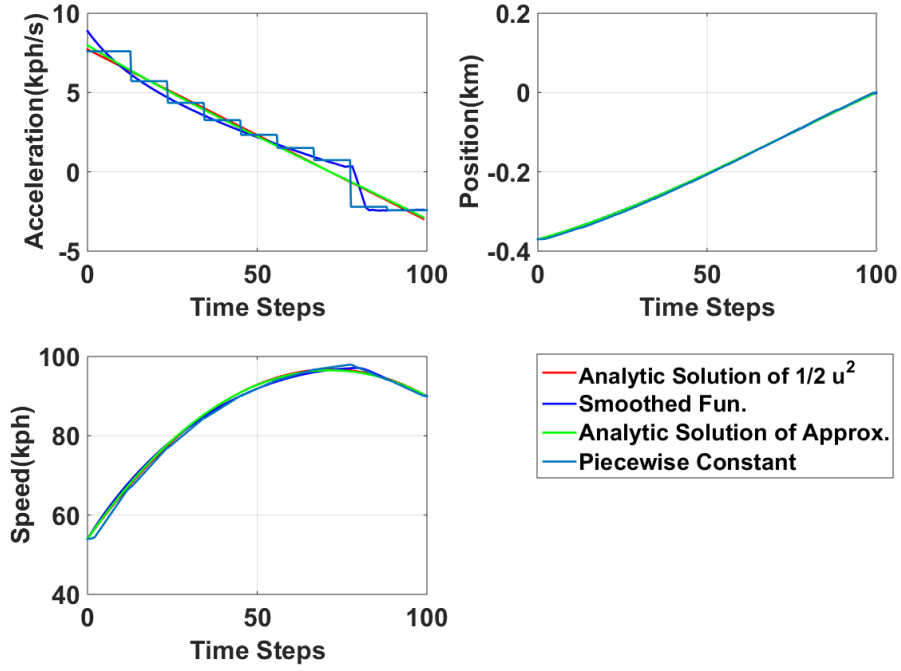 10
5
0
-5
Acceleration(kph/s)
0
50
100
Time Steps
0.2
0
-0.2
-0.4
Position(km)
0
50
100
Time Steps
100
80
60
40
Speed(kph)
0
50
100
Time Steps
Analytic Solution of 1/2 u²
Smoothed Fun.
Analytic Solution of Approx.
Piecewise Constant